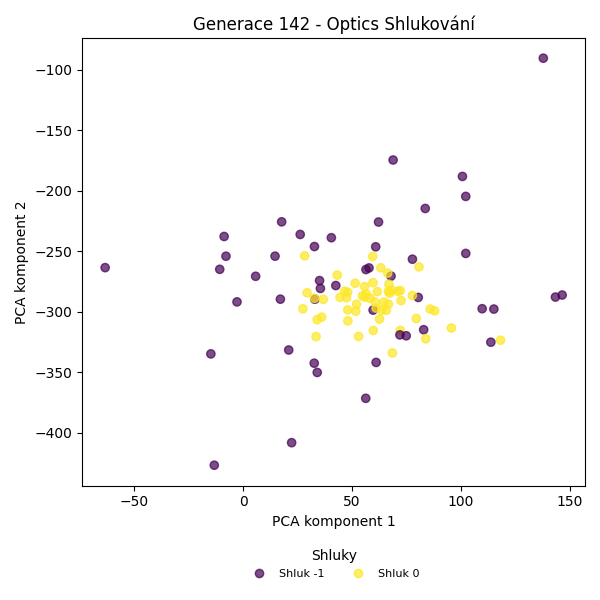 Generace 142 - Optics Shlukování
PCA komponent 2
−100
−150
−200
−250
−300
−350
−400
−50
0
50
100
150
PCA komponent 1
Shluky
Shluk -1
Shluk 0